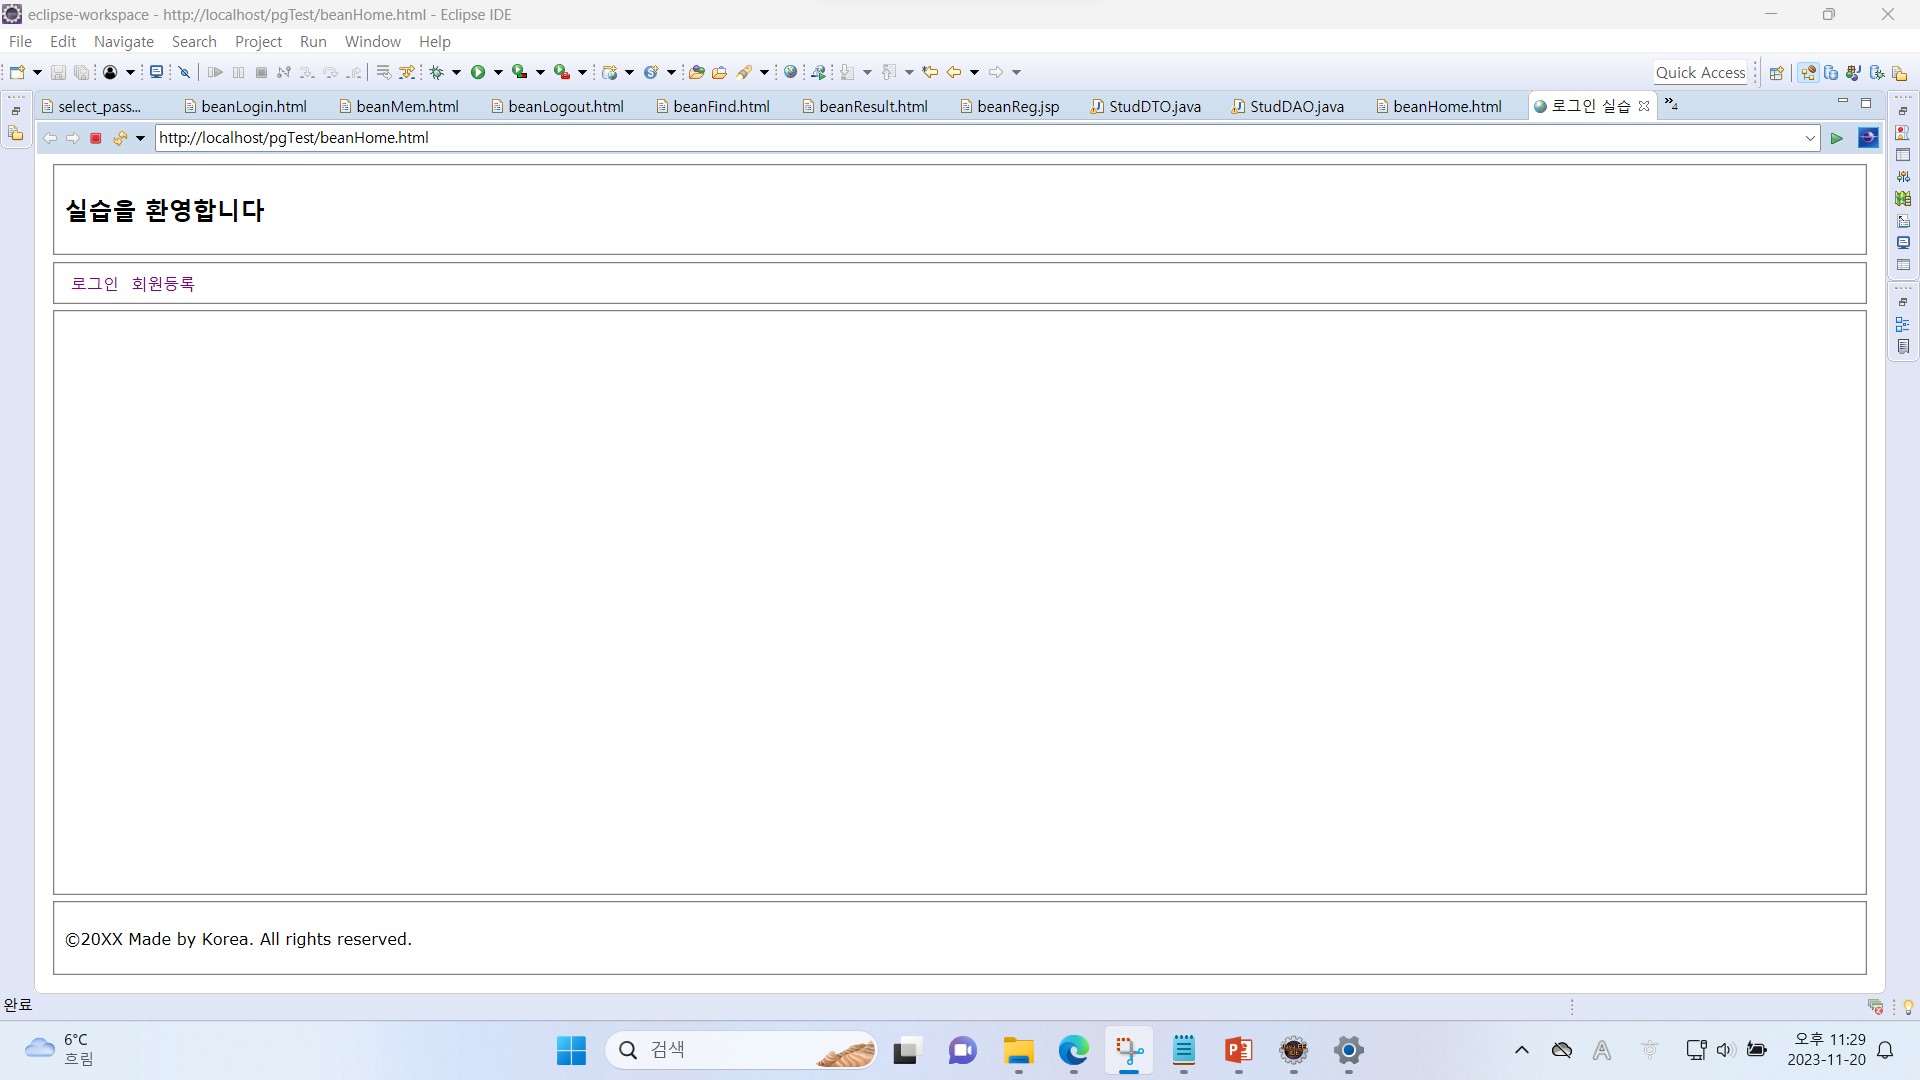 eclipse-workspace - http://localhost/pgTest/beanHome.html - Eclipse IDE
File Edit Navigate Search Project Run Window Help
Quick Access
select_pass... beanLogin.html beanMem.html beanLogout.html beanFind.html beanResult.html beanReg.jsp StudDTO.java StudDAO.java beanHome.html 로그인 실습 »4
http://localhost/pgTest/beanHome.html
실습을 환영합니다
로그인 회원등록
©20XX Made by Korea. All rights reserved.
완료
6°C
흐림
검색
오후 11:29
2023-11-20